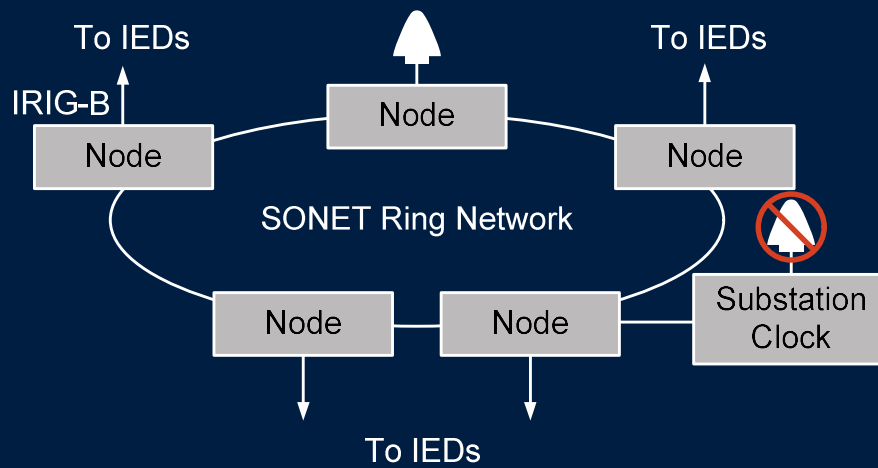 To IEDs
To IEDs
IRIG-B
Node
Node
Node
SONET Ring Network
Node
Node
Substation
Clock
To IEDs